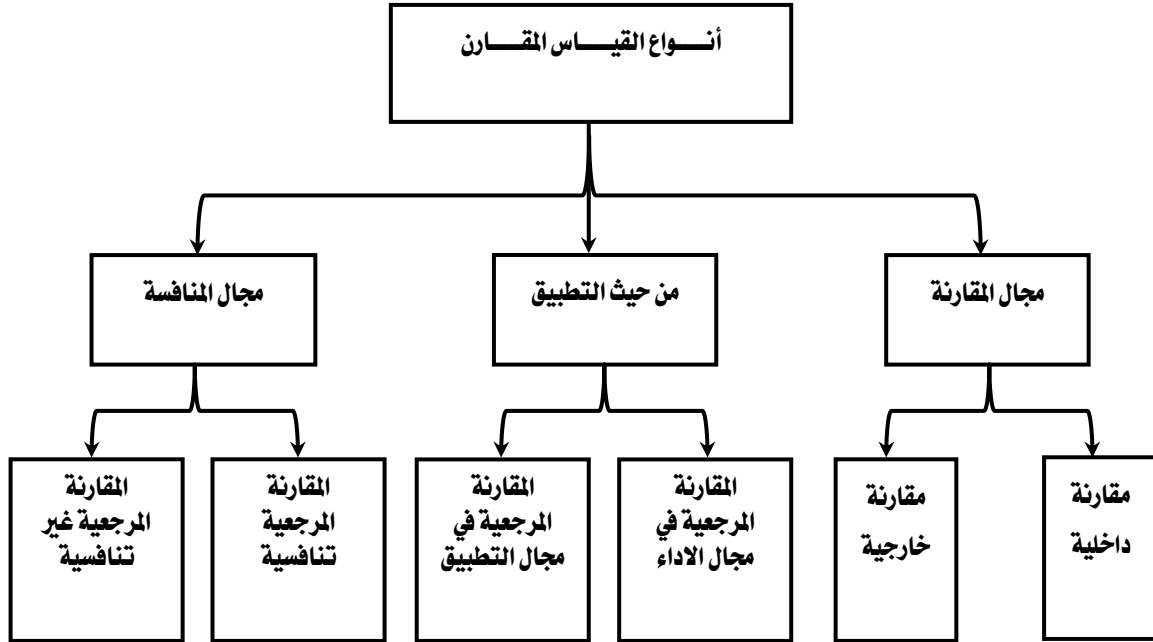 أنـــواع القيـــاس المقـــارن
مجال المقارنة
من حيث التطبيق
مجال المنافسة
مقارنة
داخلية
مقارنة
خارجية
المقارنة
المرجعية في
مجال الاداء
المقارنة
المرجعية في
مجال التطبيق
المقارنة
المرجعية
تنافسية
المقارنة
المرجعية غير
تنافسية